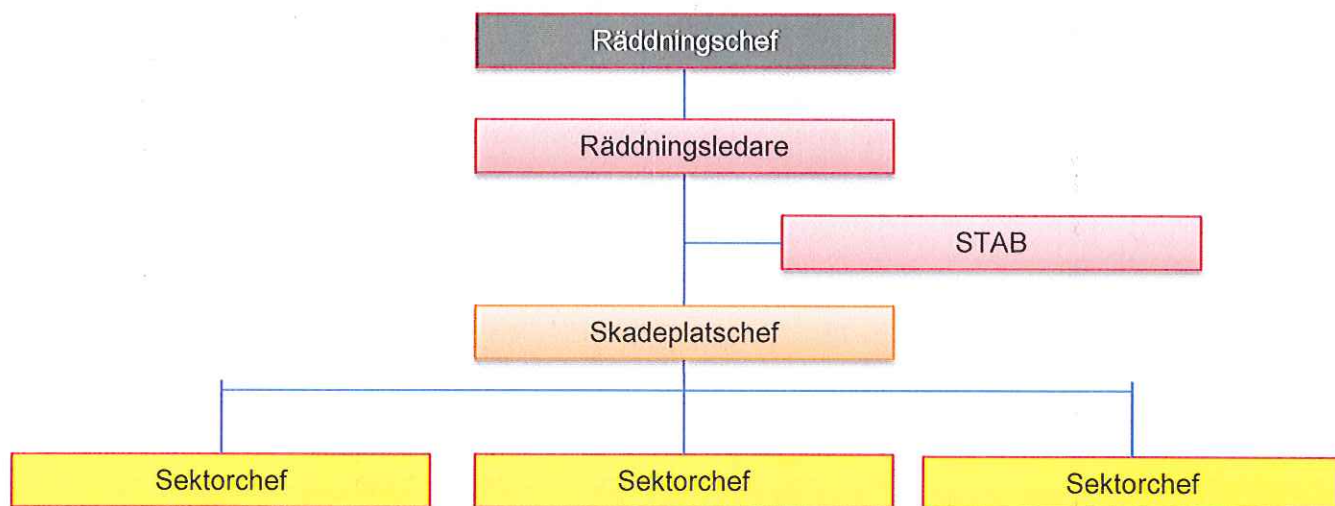 Räddningschef
Räddningsledare
STAB
Skadeplatschef
Sektorchef
Sektorchef
Sektorchef